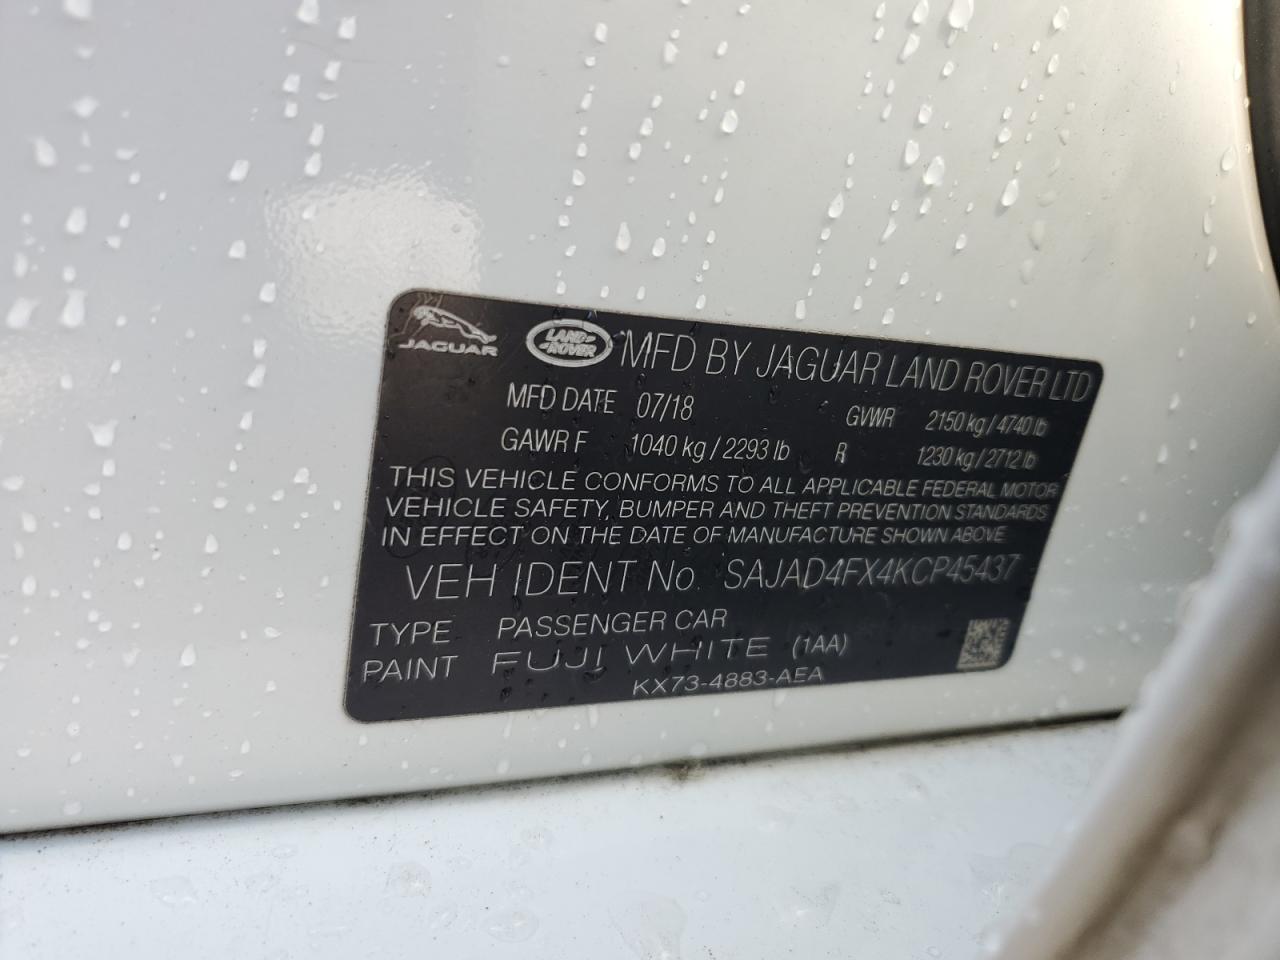 JAGUAR LAND ROVER MFD BY JAGUAR LAND ROVER LTD
MFD DATE 07/18 GVWR 2150 kg / 4740 lb
GAWR F 1040 kg / 2293 lb R 1230 kg / 2712 lb
THIS VEHICLE CONFORMS TO ALL APPLICABLE FEDERAL MOTOR
VEHICLE SAFETY, BUMPER AND THEFT PREVENTION STANDARDS
IN EFFECT ON THE DATE OF MANUFACTURE SHOWN ABOVE
VEH IDENT No. SAJAD4FX4KCP45437
TYPE PASSENGER CAR
PAINT FUJI WHITE (1AA)
KX73-4883-AEA